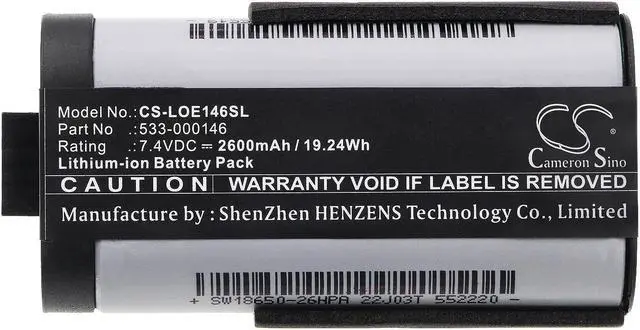 Model No.: CS-LOE146SL
Part No : 533-000146
Rating : 7.4VDC ⎓ 2600mAh / 19.24Wh
Lithium-ion Battery Pack
CS
Cameron Sino
CAUTION WARRANTY VOID IF LABEL IS REMOVED
Manufacture by : ShenZhen HENZENS Technology Co., Limited
+ SW18650-26HPA 22J03T 552220 -